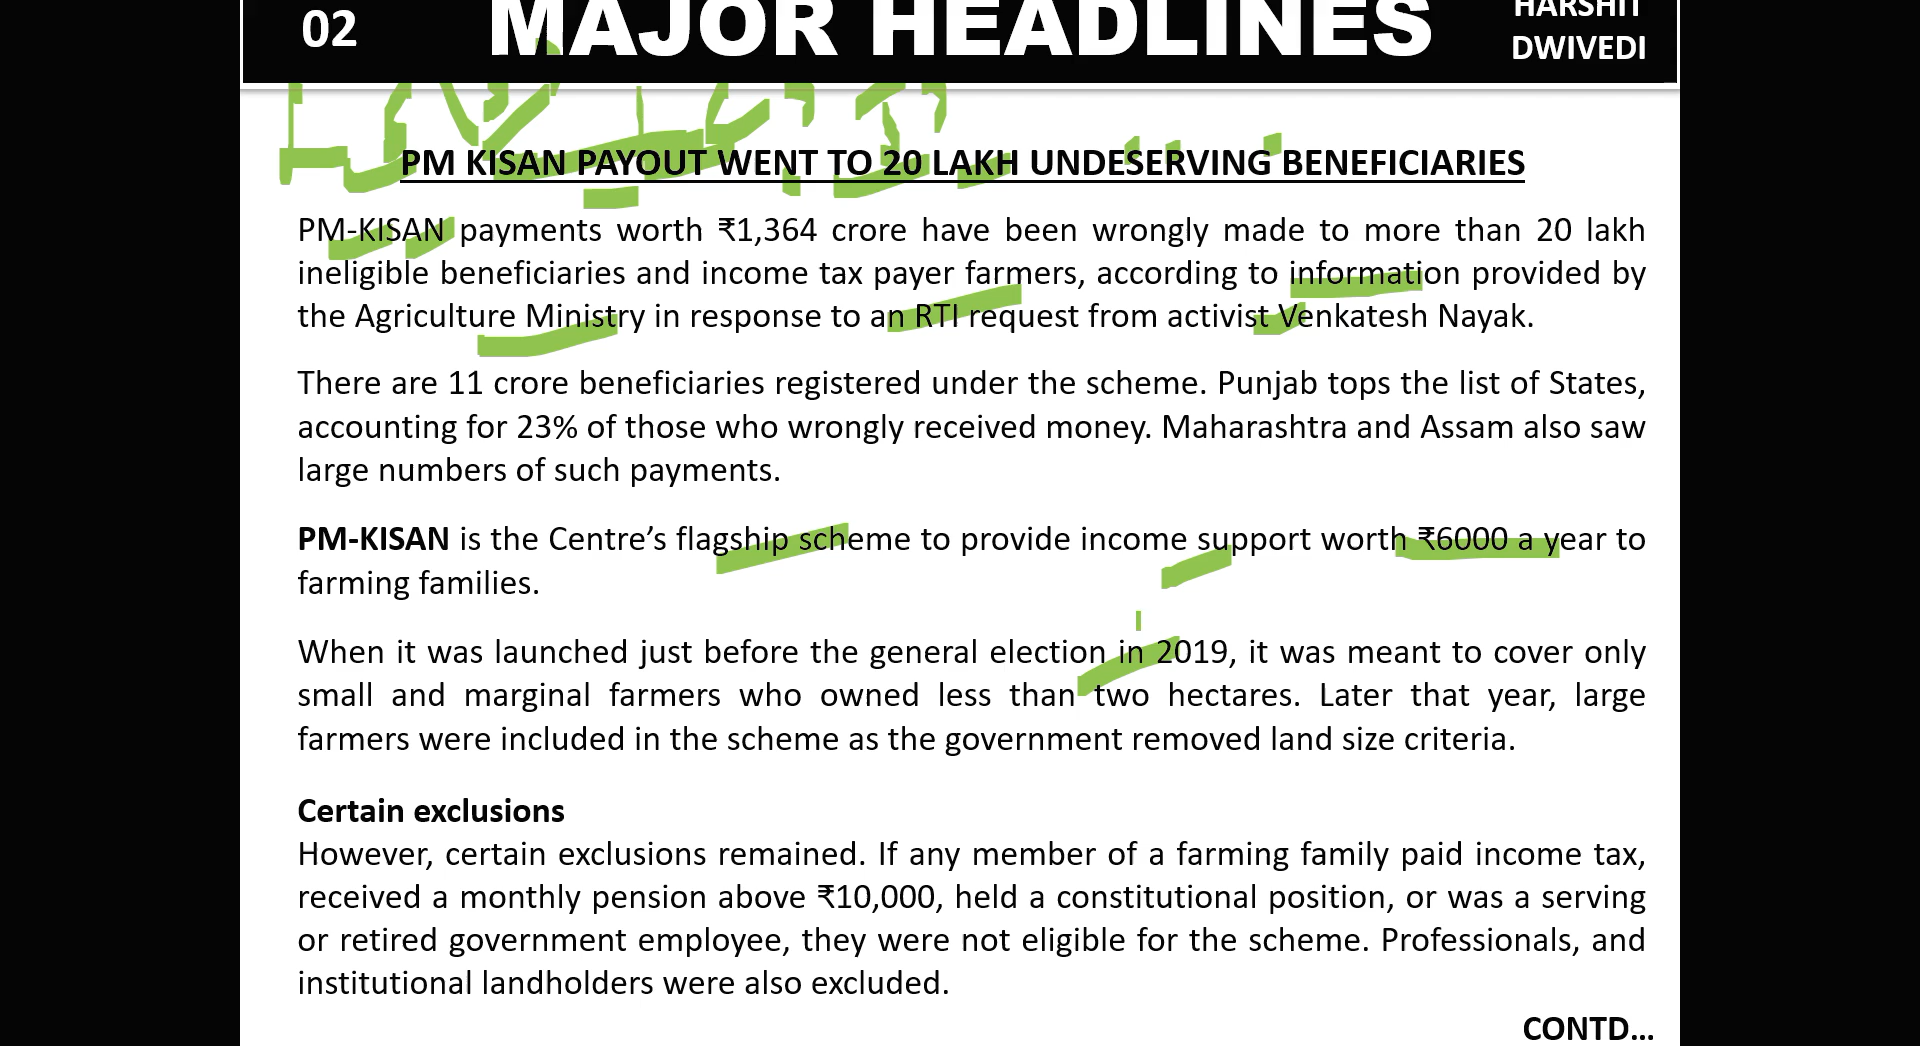 02
MAJOR HEADLINES
HARSHIT
DWIVEDI
PM KISAN PAYOUT WENT TO 20 LAKH UNDESERVING BENEFICIARIES
PM-KISAN payments worth ₹1,364 crore have been wrongly made to more than 20 lakh
ineligible beneficiaries and income tax payer farmers, according to information provided by
the Agriculture Ministry in response to an RTI request from activist Venkatesh Nayak.
There are 11 crore beneficiaries registered under the scheme. Punjab tops the list of States,
accounting for 23% of those who wrongly received money. Maharashtra and Assam also saw
large numbers of such payments.
PM-KISAN is the Centre’s flagship scheme to provide income support worth ₹6000 a year to
farming families.
When it was launched just before the general election in 2019, it was meant to cover only
small and marginal farmers who owned less than two hectares. Later that year, large
farmers were included in the scheme as the government removed land size criteria.
Certain exclusions
However, certain exclusions remained. If any member of a farming family paid income tax,
received a monthly pension above ₹10,000, held a constitutional position, or was a serving
or retired government employee, they were not eligible for the scheme. Professionals, and
institutional landholders were also excluded.
CONTD...